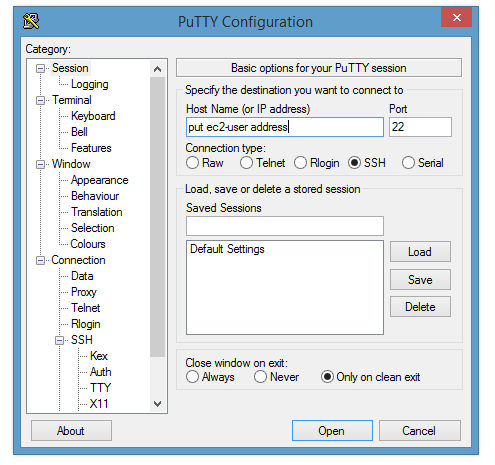 PuTTY Configuration
Category:
Session
Logging
Terminal
Keyboard
Bell
Features
Window
Appearance
Behaviour
Translation
Selection
Colours
Connection
Data
Proxy
Telnet
Rlogin
SSH
Kex
Auth
TTY
X11
Basic options for your PuTTY session
Specify the destination you want to connect to
Host Name (or IP address) Port
put ec2-user address 22
Connection type:
Raw Telnet Rlogin SSH Serial
Load, save or delete a stored session
Saved Sessions
Default Settings
Load
Save
Delete
Close window on exit:
Always Never Only on clean exit
About Open Cancel